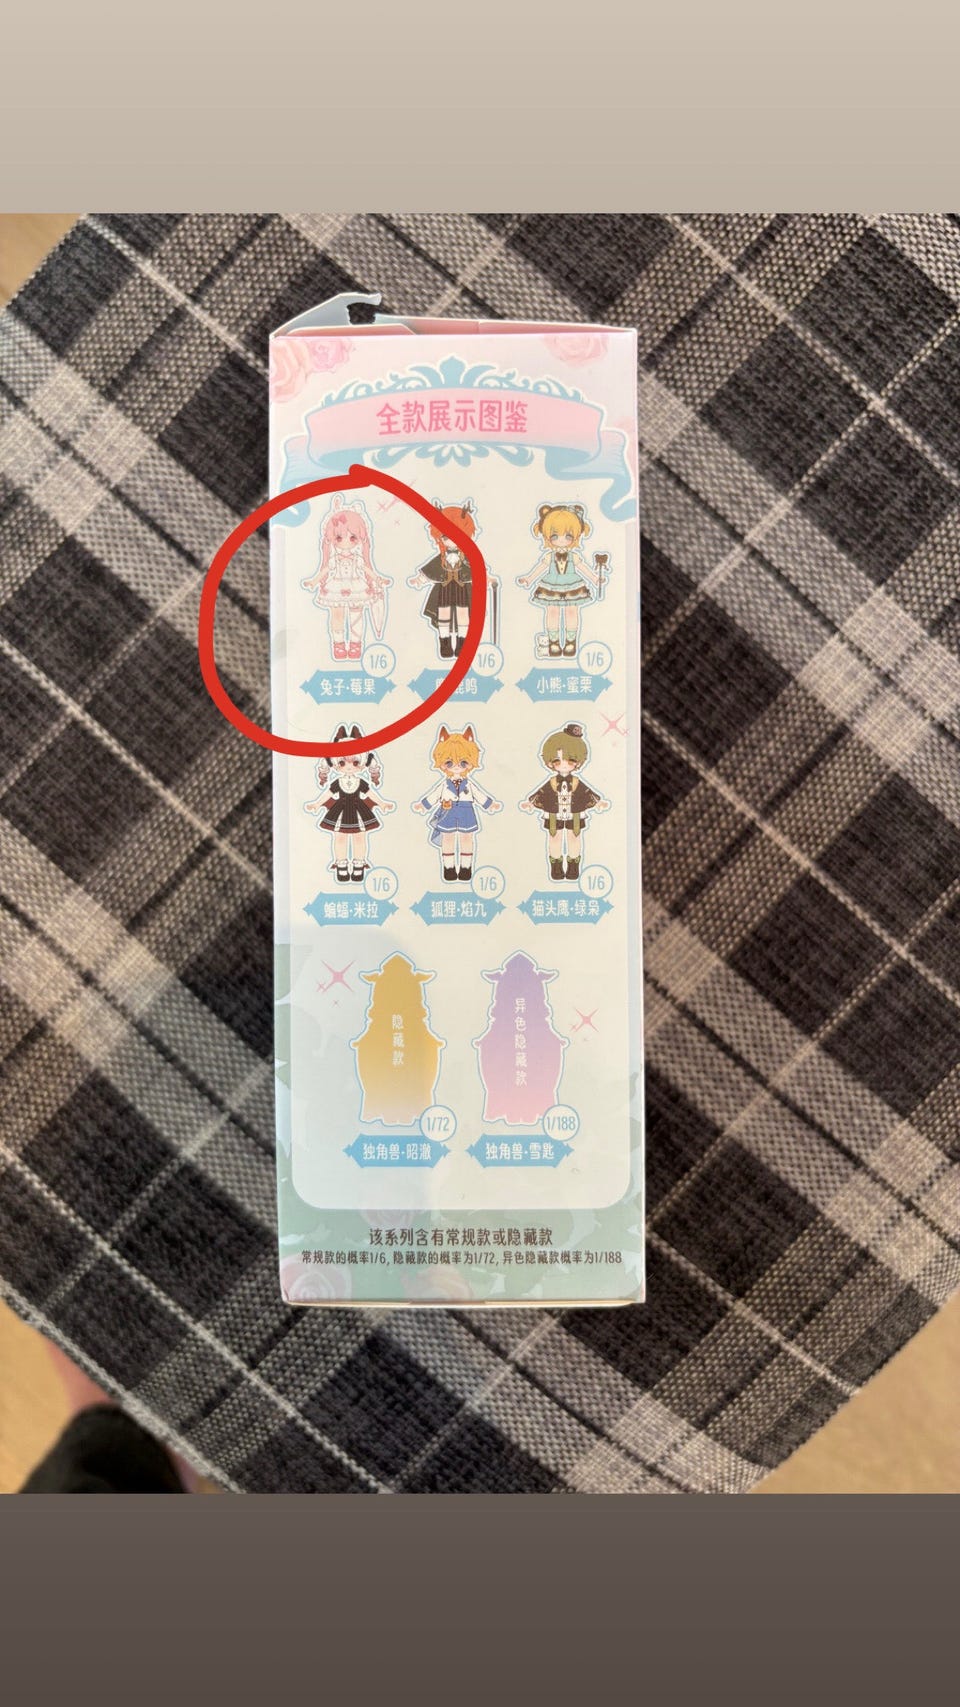 全款展示图鉴
1/6 1/6 1/6
兔子·莓果 鹿鸣 小熊·蜜栗
1/6 1/6 1/6
蝙蝠·米拉 狐狸·焰九 猫头鹰·绿枭
隐藏款 异色隐藏款
1/72 1/188
独角兽·昭澈 独角兽·雪匙
该系列含有常规款或隐藏款
常规款的概率1/6, 隐藏款的概率为1/72, 异色隐藏款概率为1/188